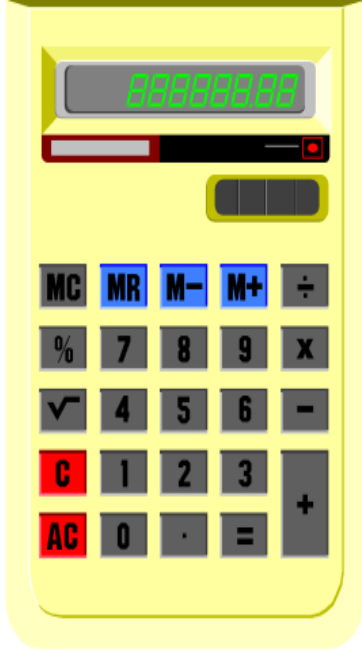 88888888
MC MR M− M+ ÷
% 7 8 9 x
√ 4 5 6 −
C 1 2 3
+
AC 0 · =